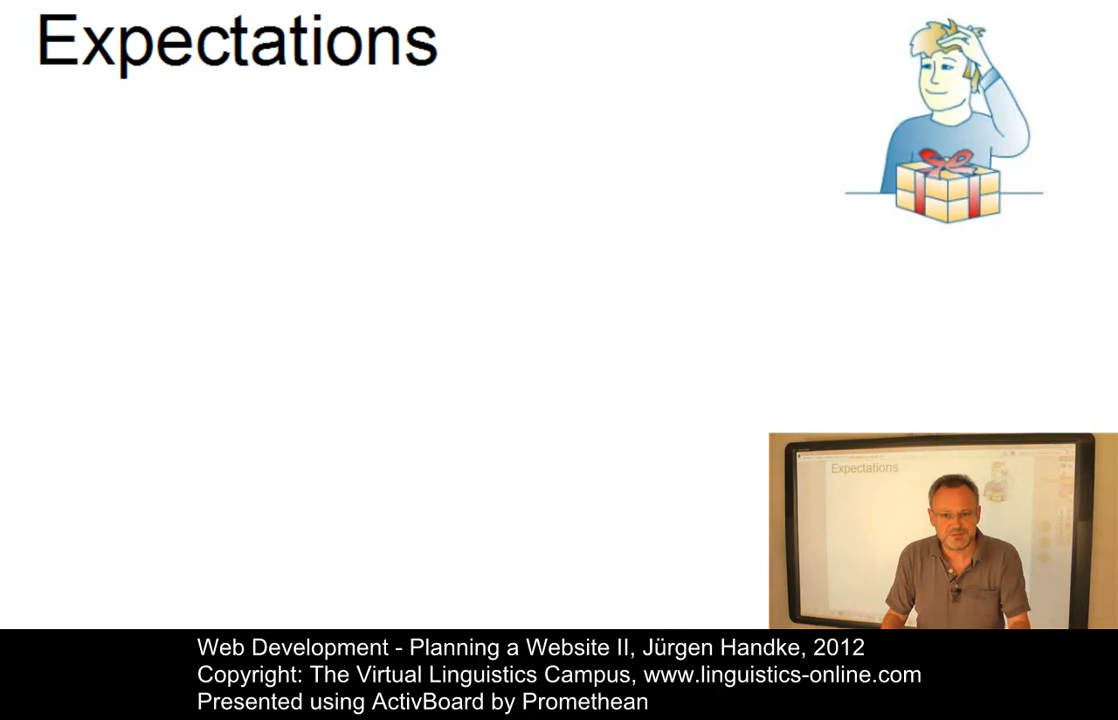 Expectations
Expectations
Web Development - Planning a Website II, Jürgen Handke, 2012
Copyright: The Virtual Linguistics Campus, www.linguistics-online.com
Presented using ActivBoard by Promethean